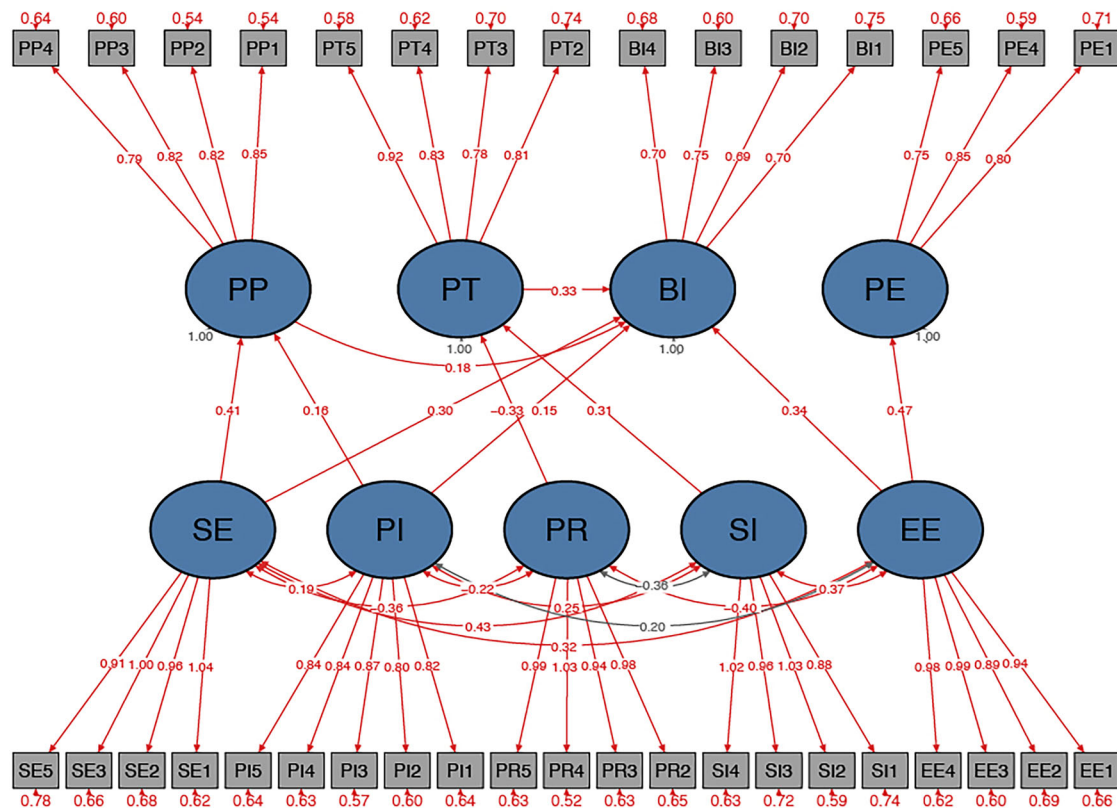 0.64 0.60 0.54 0.54 0.58 0.62 0.70 0.74 0.68 0.60 0.70 0.75 0.66 0.59 0.71
PP4 PP3 PP2 PP1 PT5 PT4 PT3 PT2 BI4 BI3 BI2 BI1 PE5 PE4 PE1
0.79 0.82 0.82 0.85 0.92 0.83 0.78 0.81 0.70 0.75 0.69 0.70 0.75 0.85 0.80
PP PT BI PE
0.33
1.00 1.00 1.00 1.00
0.18
0.41 0.16 0.30 −0.33 0.15 0.31 0.34 0.47
SE PI PR SI EE
0.19 −0.22 −0.36 0.37
−0.36 0.25 −0.40
0.43 0.20
0.32
0.91 1.00 0.96 1.04 0.84 0.84 0.87 0.80 0.82 0.99 1.03 0.94 0.98 1.02 0.96 1.03 0.88 0.98 0.99 0.89 0.94
SE5 SE3 SE2 SE1 PI5 PI4 PI3 PI2 PI1 PR5 PR4 PR3 PR2 SI4 SI3 SI2 SI1 EE4 EE3 EE2 EE1
0.78 0.66 0.68 0.62 0.64 0.63 0.57 0.60 0.64 0.63 0.52 0.63 0.65 0.63 0.72 0.59 0.74 0.62 0.60 0.69 0.66